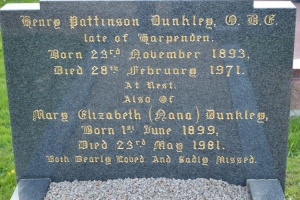 Henry Pattinson Dunkley, O.B.E.
late of Harpenden.
Born 23rd November 1893,
Died 28th February 1971.
At Rest.
Also Of
Mary Elizabeth (Nana) Dunkley,
Born 1st June 1899,
Died 23rd May 1981.
Both Dearly Loved And Sadly Missed.